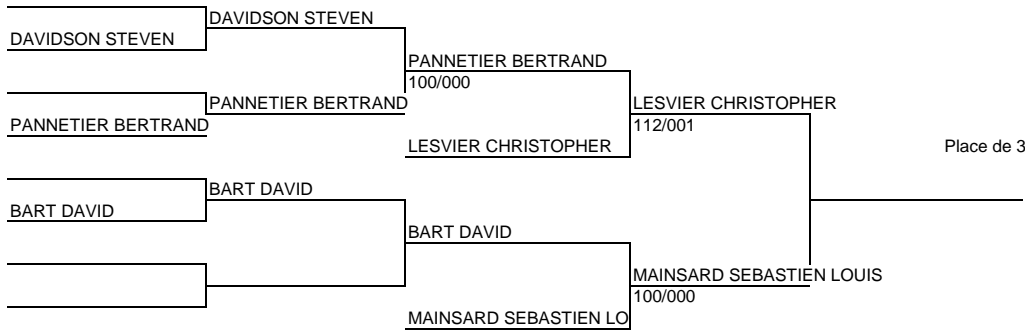 DAVIDSON STEVEN
DAVIDSON STEVEN
PANNETIER BERTRAND
100/000
PANNETIER BERTRAND
LESVIER CHRISTOPHER
112/001
PANNETIER BERTRAND
LESVIER CHRISTOPHER
Place de 3
BART DAVID
BART DAVID
BART DAVID
MAINSARD SEBASTIEN LOUIS
100/000
MAINSARD SEBASTIEN LO